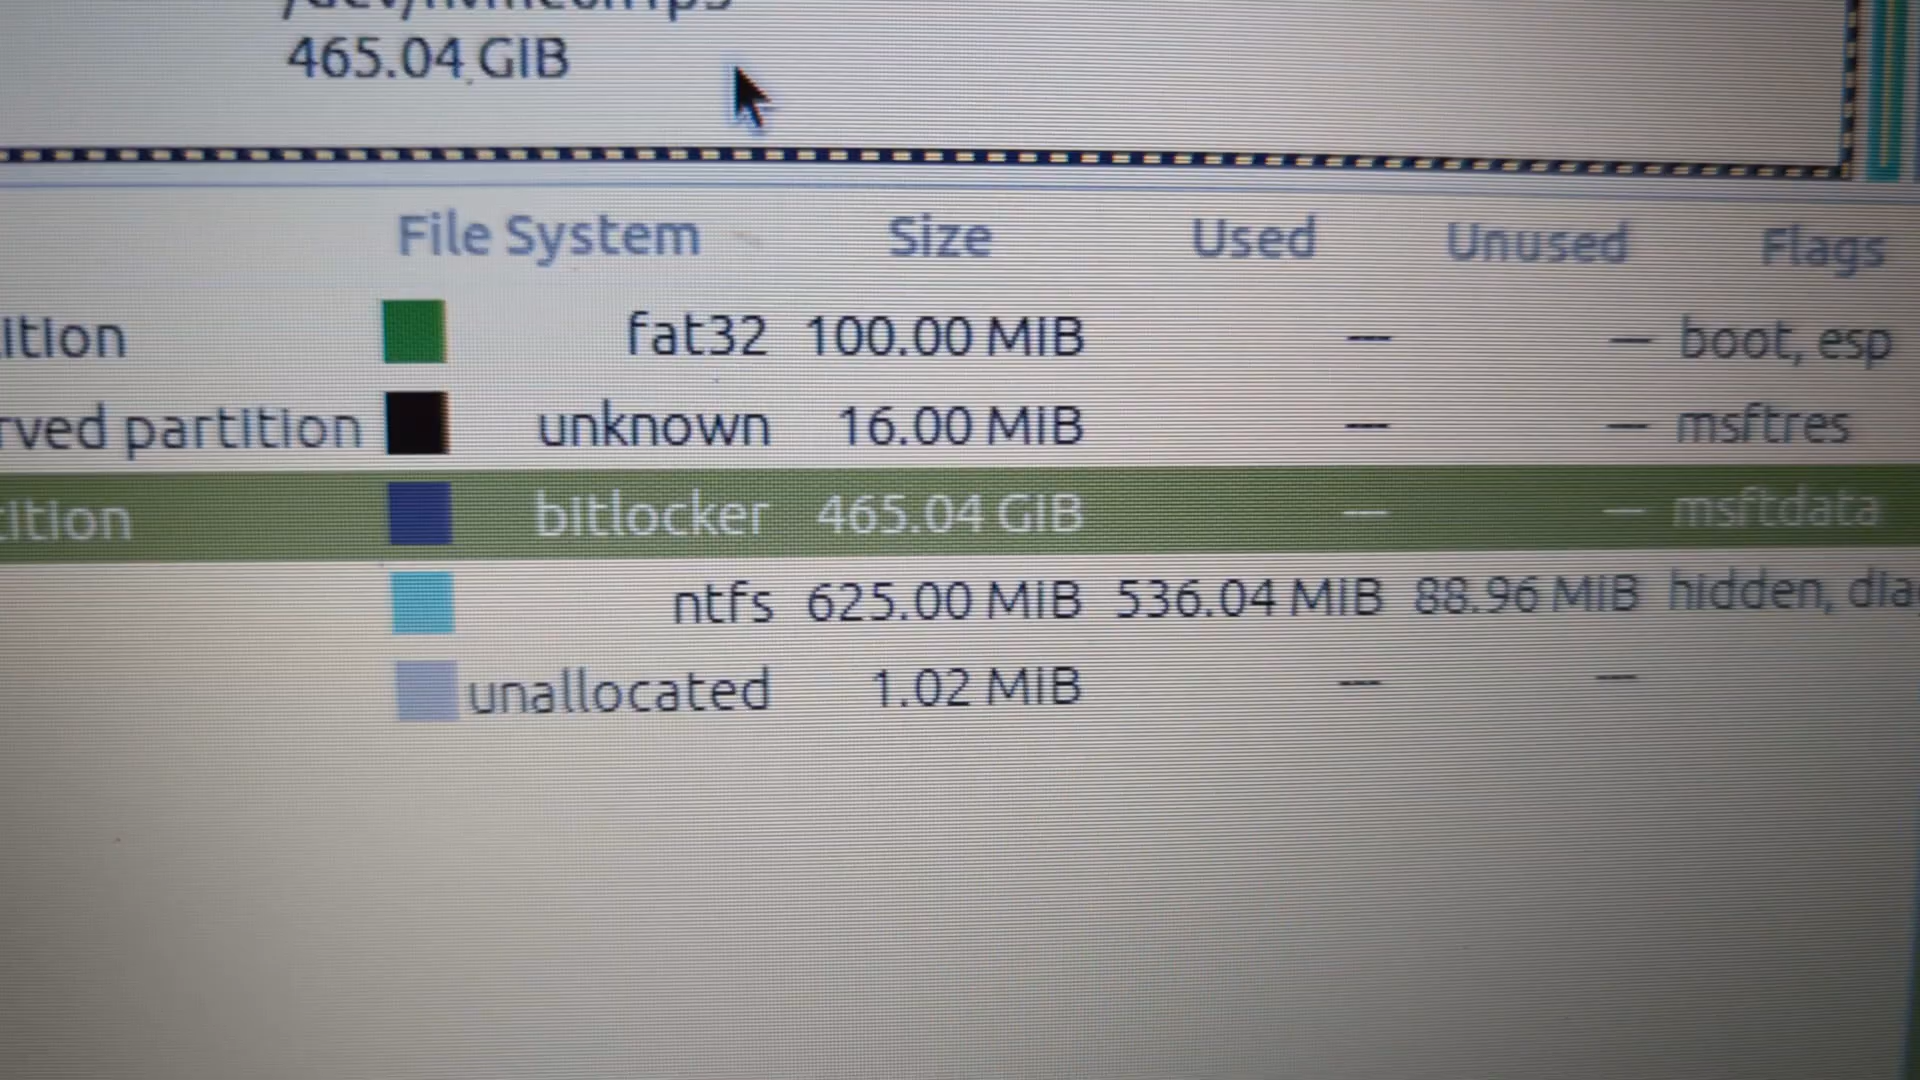 465.04 GiB
File System Size Used Unused Flags
ition fat32 100.00 MiB --- --- boot, esp
rved partition unknown 16.00 MiB --- --- msftres
ition bitlocker 465.04 GiB --- --- msftdata
ntfs 625.00 MiB 536.04 MiB 88.96 MiB hidden, dia
unallocated 1.02 MiB --- ---